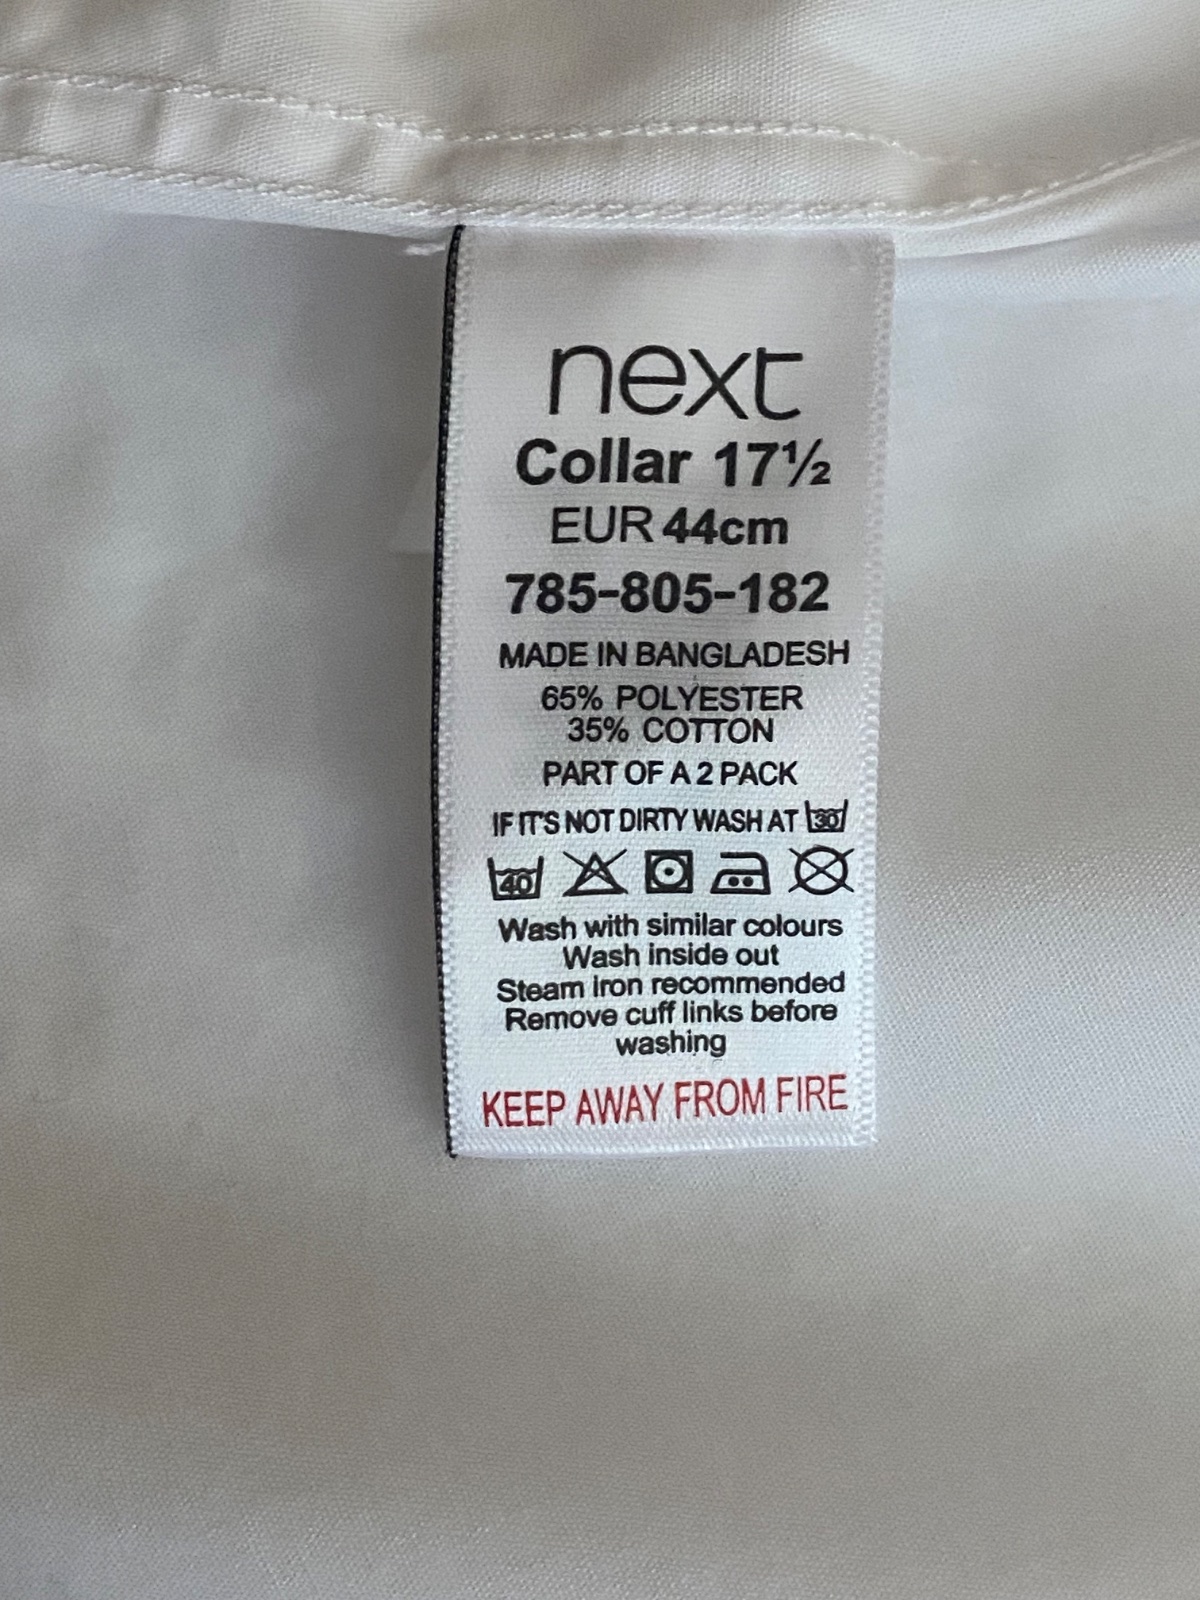 next
Collar 17½
EUR 44cm
785-805-182
MADE IN BANGLADESH
65% POLYESTER
35% COTTON
PART OF A 2 PACK
IF IT'S NOT DIRTY WASH AT 30
40
Wash with similar colours
Wash inside out
Steam iron recommended
Remove cuff links before
washing
KEEP AWAY FROM FIRE